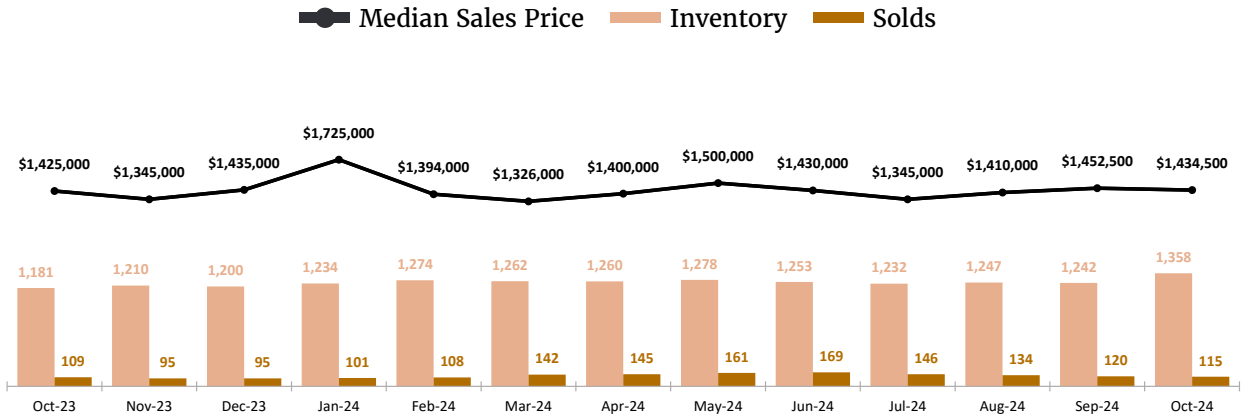 Median Sales Price Inventory Solds
$1,425,000 $1,345,000 $1,435,000 $1,725,000 $1,394,000 $1,326,000 $1,400,000 $1,500,000 $1,430,000 $1,345,000 $1,410,000 $1,452,500 $1,434,500
1,181 1,210 1,200 1,234 1,274 1,262 1,260 1,278 1,253 1,232 1,247 1,242 1,358
109 95 95 101 108 142 145 161 169 146 134 120 115
Oct-23 Nov-23 Dec-23 Jan-24 Feb-24 Mar-24 Apr-24 May-24 Jun-24 Jul-24 Aug-24 Sep-24 Oct-24